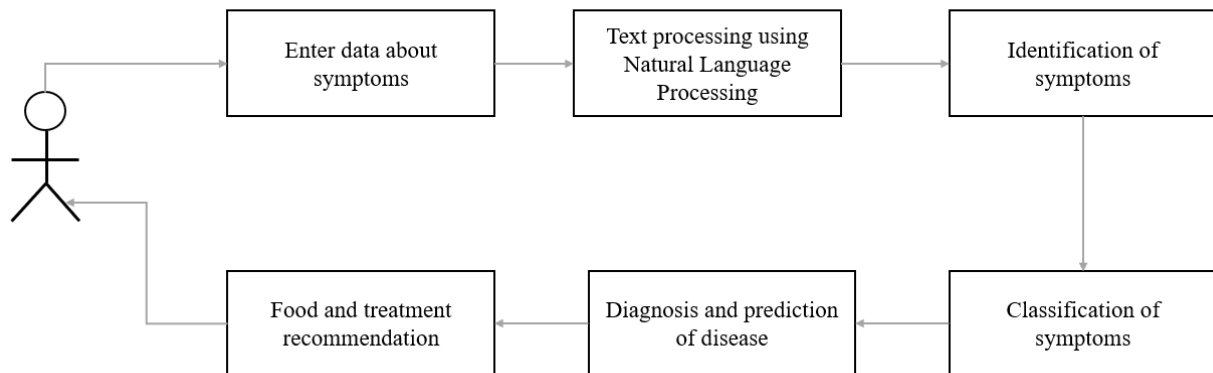 Enter data about
symptoms
Text processing using
Natural Language
Processing
Identification of
symptoms
Classification of
symptoms
Diagnosis and prediction
of disease
Food and treatment
recommendation